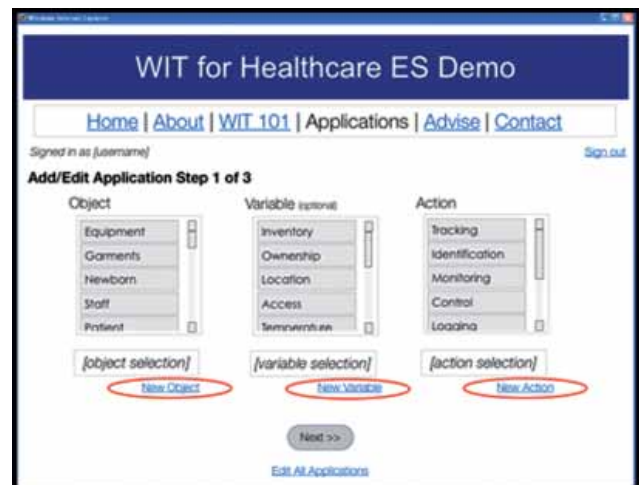 WIT for Healthcare ES Demo
Home | About | WIT 101 | Applications | Advise | Contact
Signed in as [username]
Sign out
Add/Edit Application Step 1 of 3
Object
Variable (optional)
Action
Equipment
Garments
Newborn
Staff
Patient
Inventory
Ownership
Location
Access
Temperature
Tracking
Identification
Monitoring
Control
Logging
[object selection]
[variable selection]
[action selection]
New Object
New Variable
New Action
Next >>
Edit All Applications